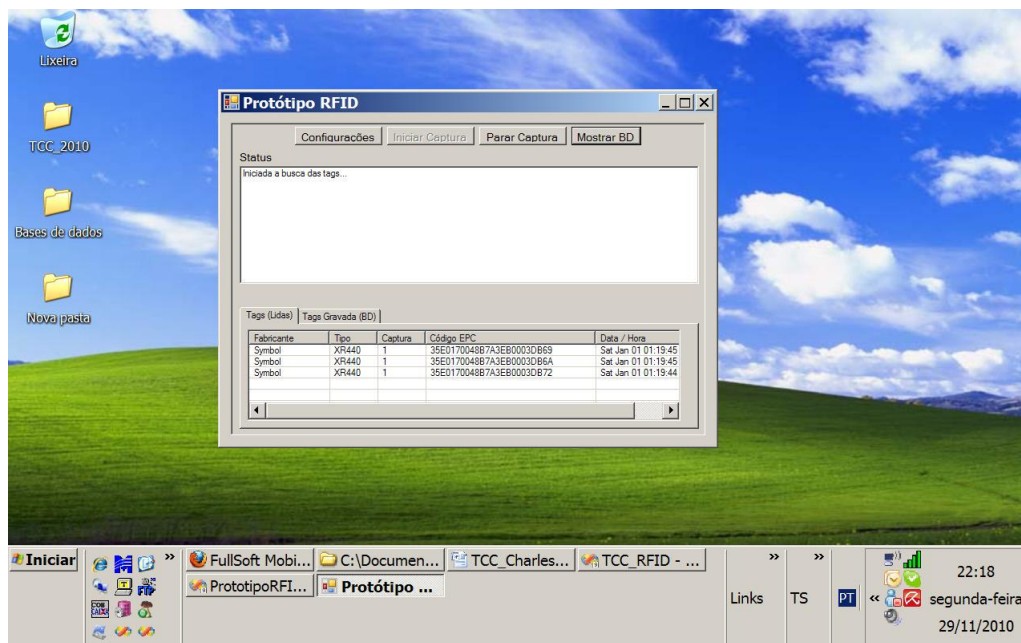 Lixeira
TCC_2010
Bases de dados
Nova pasta
Protótipo RFID
Configurações Iniciar Captura Parar Captura Mostrar BD
Status
Iniciada a busca das tags...
Tags (Lidas) Tags Gravada (BD)
Fabricante Tipo Captura Código EPC Data / Hora
Symbol XR440 1 35E0170048B7A3EB0003DB69 Sat Jan 01 01:19:45
Symbol XR440 1 35E0170048B7A3EB0003DB6A Sat Jan 01 01:19:45
Symbol XR440 1 35E0170048B7A3EB0003DB72 Sat Jan 01 01:19:44
Iniciar
FullSoft Mobi... C:\Documen... TCC_Charles... TCC_RFID - ...
PrototipoRFI... Protótipo ...
Links TS PT
22:18
segunda-feira
29/11/2010